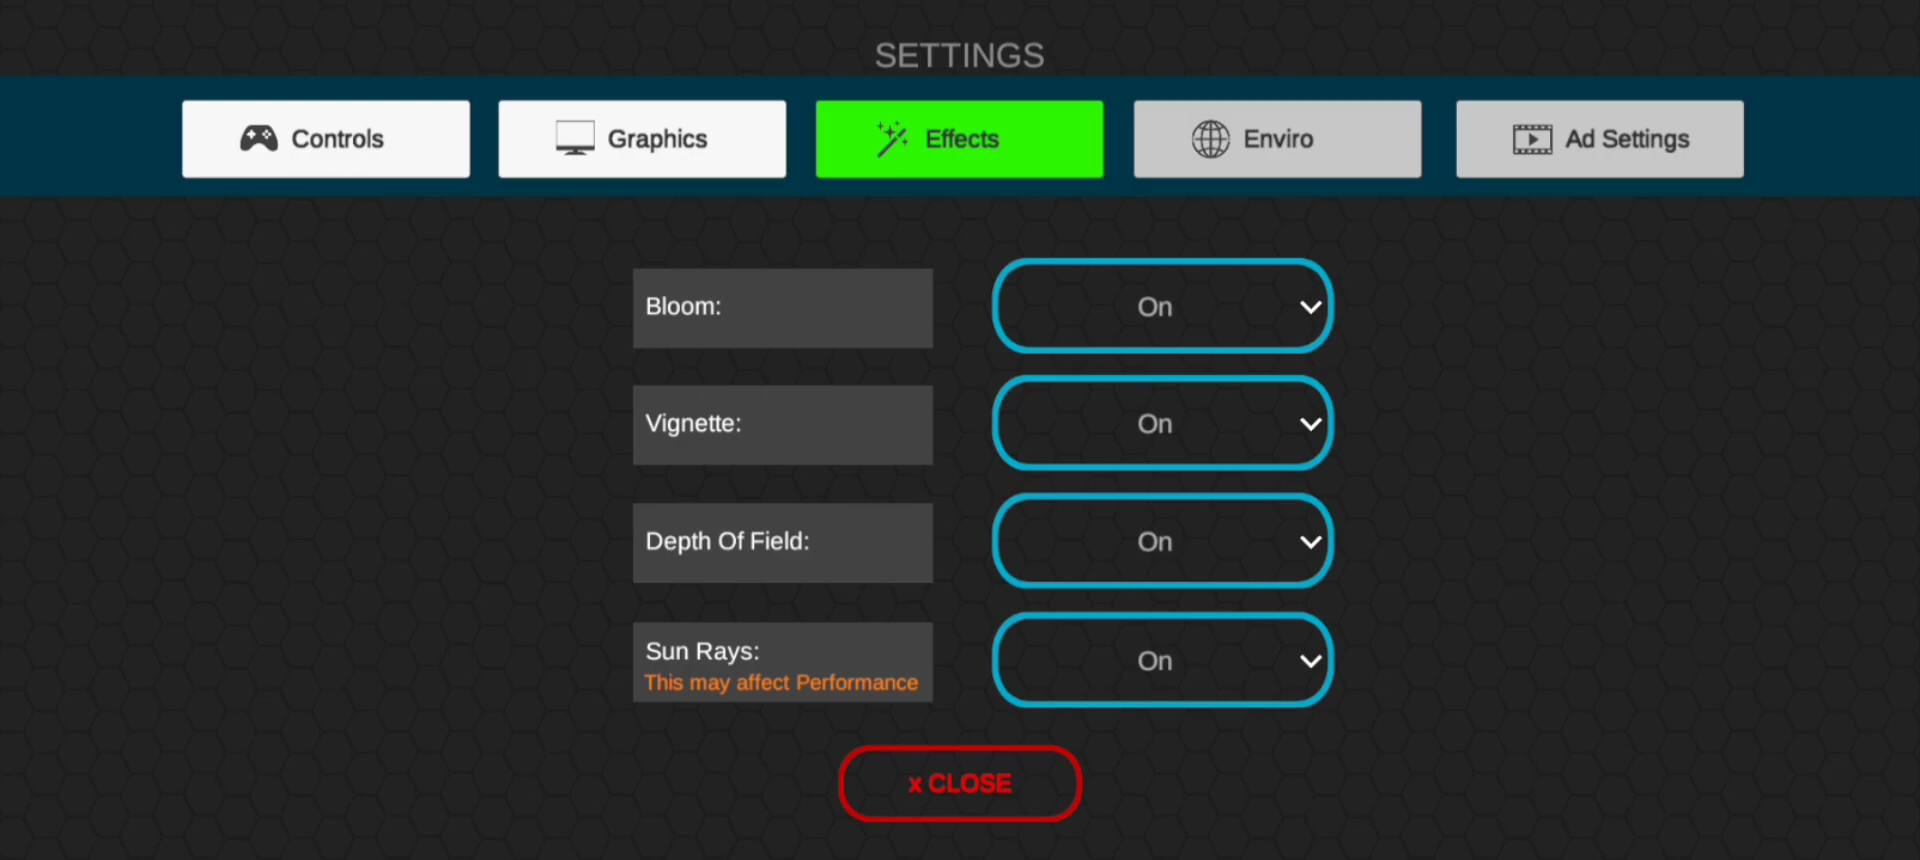 SETTINGS
Controls
Graphics
Effects
Enviro
Ad Settings
Bloom:
On
Vignette:
On
Depth Of Field:
On
Sun Rays:
This may affect Performance
On
x CLOSE